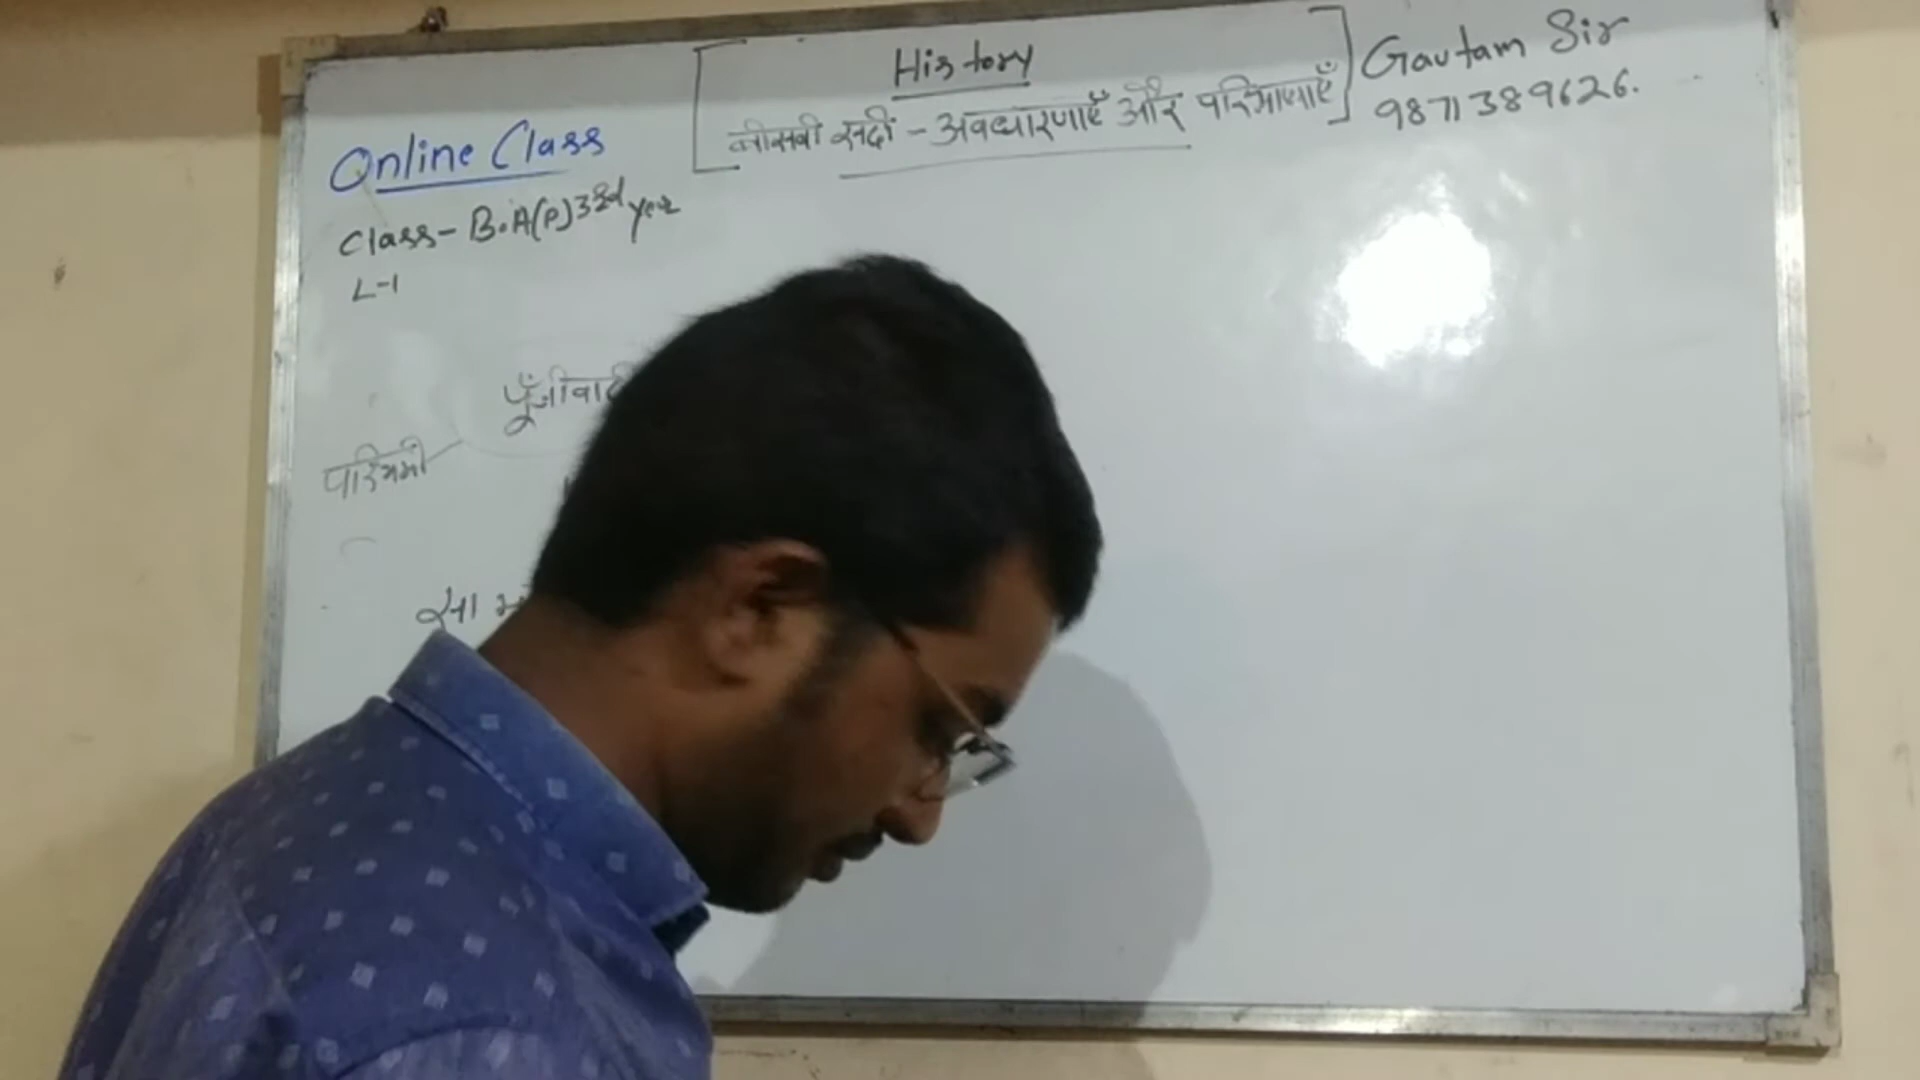 History
बीसवी सदी - अवधारणाएँ और परिभाषाएँ
Gautam Sir
9871389626.
Online Class
Class- B.A(P) 3rd year
L-1
पूँजीवाद
पश्चिमी